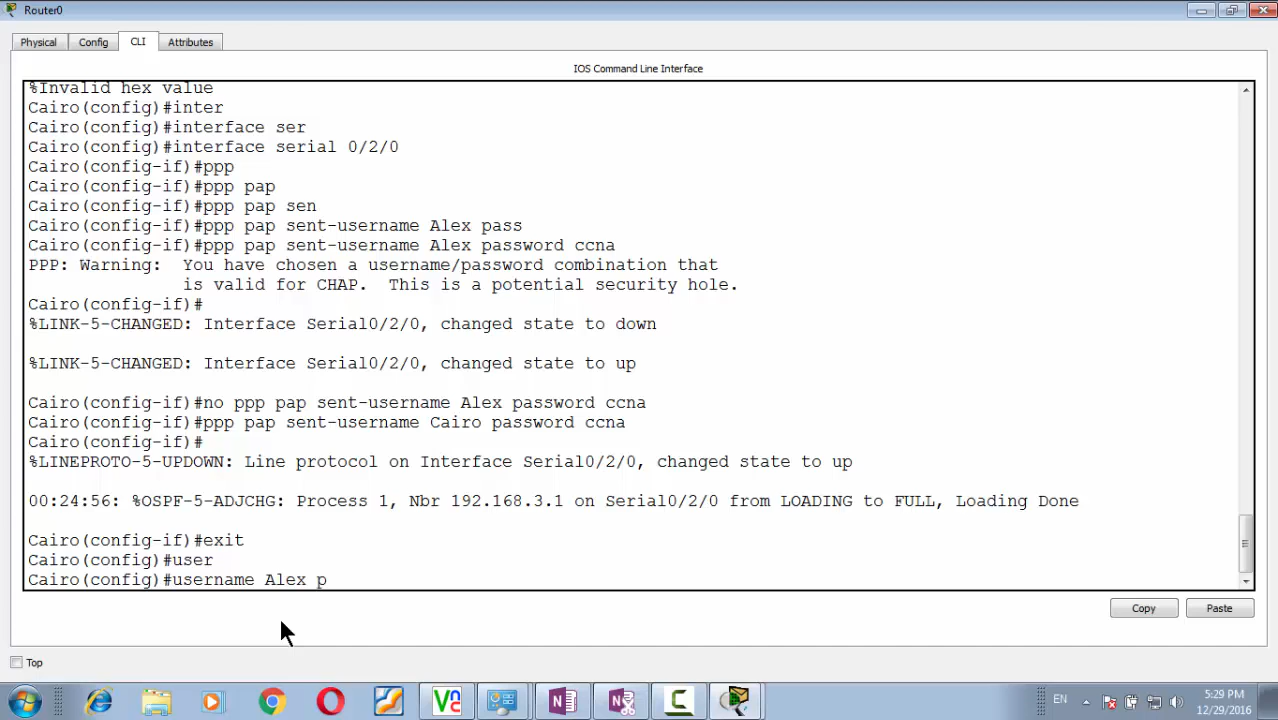 Router0
Physical Config CLI Attributes
IOS Command Line Interface
%Invalid hex value
Cairo(config)#inter
Cairo(config)#interface ser
Cairo(config)#interface serial 0/2/0
Cairo(config-if)#ppp
Cairo(config-if)#ppp pap
Cairo(config-if)#ppp pap sen
Cairo(config-if)#ppp pap sent-username Alex pass
Cairo(config-if)#ppp pap sent-username Alex password ccna
PPP: Warning:  You have chosen a username/password combination that
               is valid for CHAP.  This is a potential security hole.
Cairo(config-if)#
%LINK-5-CHANGED: Interface Serial0/2/0, changed state to down
%LINK-5-CHANGED: Interface Serial0/2/0, changed state to up
Cairo(config-if)#no ppp pap sent-username Alex password ccna
Cairo(config-if)#ppp pap sent-username Cairo password ccna
Cairo(config-if)#
%LINEPROTO-5-UPDOWN: Line protocol on Interface Serial0/2/0, changed state to up
00:24:56: %OSPF-5-ADJCHG: Process 1, Nbr 192.168.3.1 on Serial0/2/0 from LOADING to FULL, Loading Done
Cairo(config-if)#exit
Cairo(config)#user
Cairo(config)#username Alex p
Copy Paste
Top
EN
5:29 PM
12/29/2016